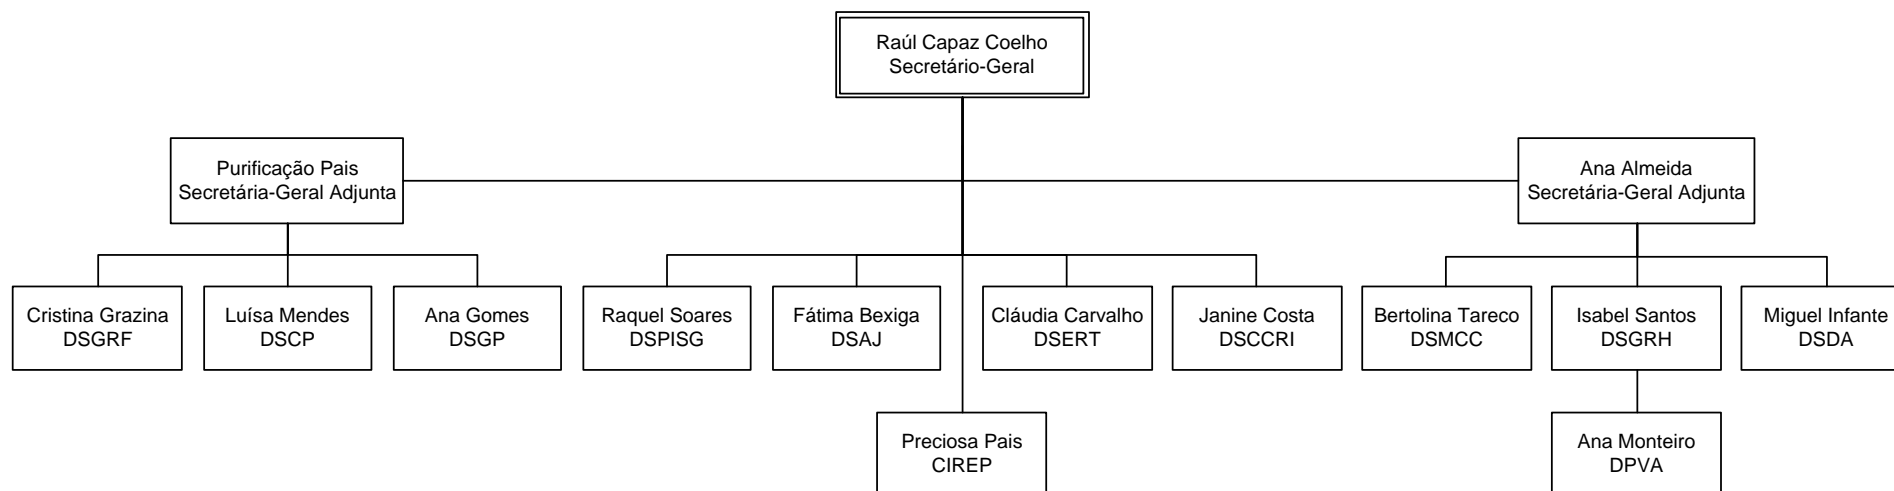 Raúl Capaz Coelho
Secretário-Geral
Purificação Pais
Secretária-Geral Adjunta
Ana Almeida
Secretária-Geral Adjunta
Cristina Grazina
DSGRF
Luísa Mendes
DSCP
Ana Gomes
DSGP
Raquel Soares
DSPISG
Fátima Bexiga
DSAJ
Cláudia Carvalho
DSERT
Janine Costa
DSCCRI
Bertolina Tareco
DSMCC
Isabel Santos
DSGRH
Miguel Infante
DSDA
Preciosa Pais
CIREP
Ana Monteiro
DPVA